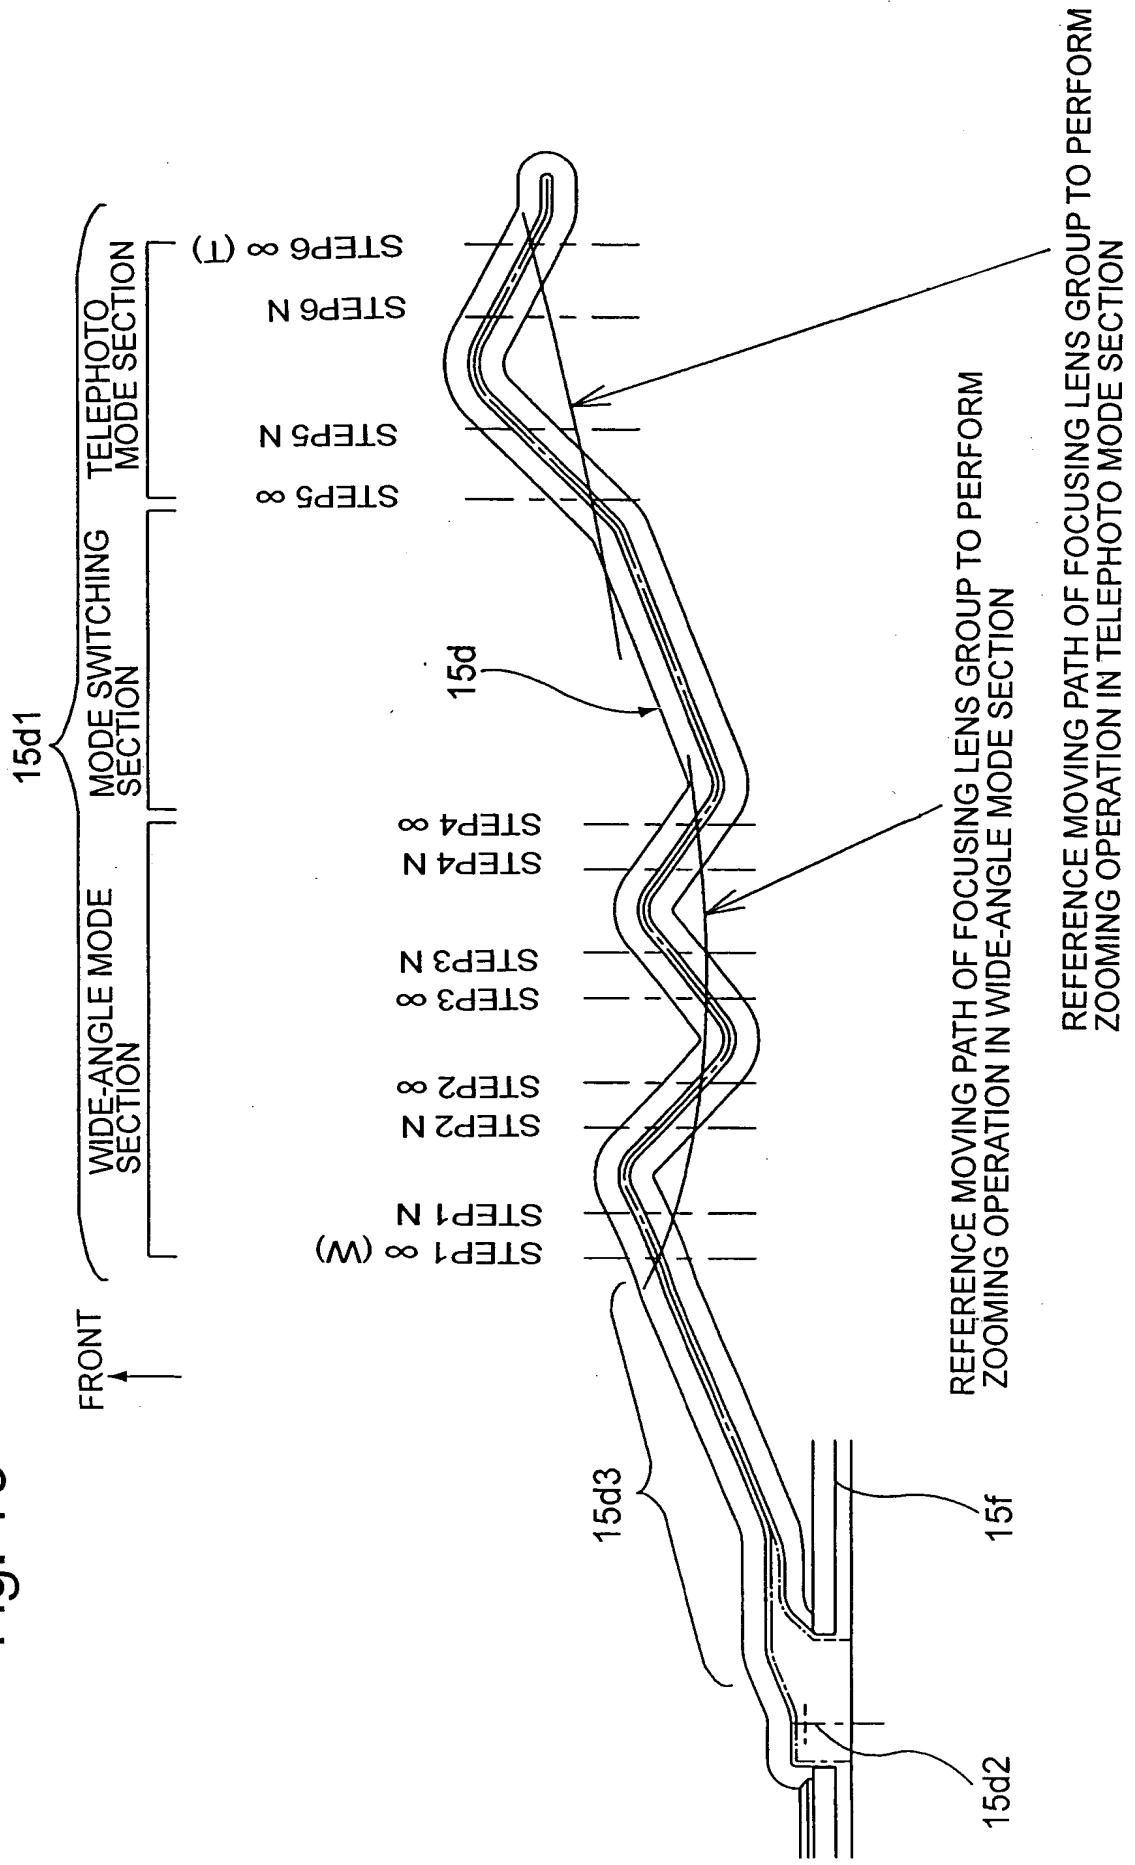 15d1
WIDE-ANGLE MODE
SECTION
MODE SWITCHING
SECTION
TELEPHOTO
MODE SECTION
FRONT
STEP1 ∞ (W)
STEP1 N
STEP2 N
STEP2 ∞
STEP3 ∞
STEP3 N
STEP4 N
STEP4 ∞
STEP5 ∞
STEP5 N
STEP6 N
STEP6 ∞ (T)
15d
15d3
15d2
15f
REFERENCE MOVING PATH OF FOCUSING LENS GROUP TO PERFORM
ZOOMING OPERATION IN WIDE-ANGLE MODE SECTION
REFERENCE MOVING PATH OF FOCUSING LENS GROUP TO PERFORM
ZOOMING OPERATION IN TELEPHOTO MODE SECTION